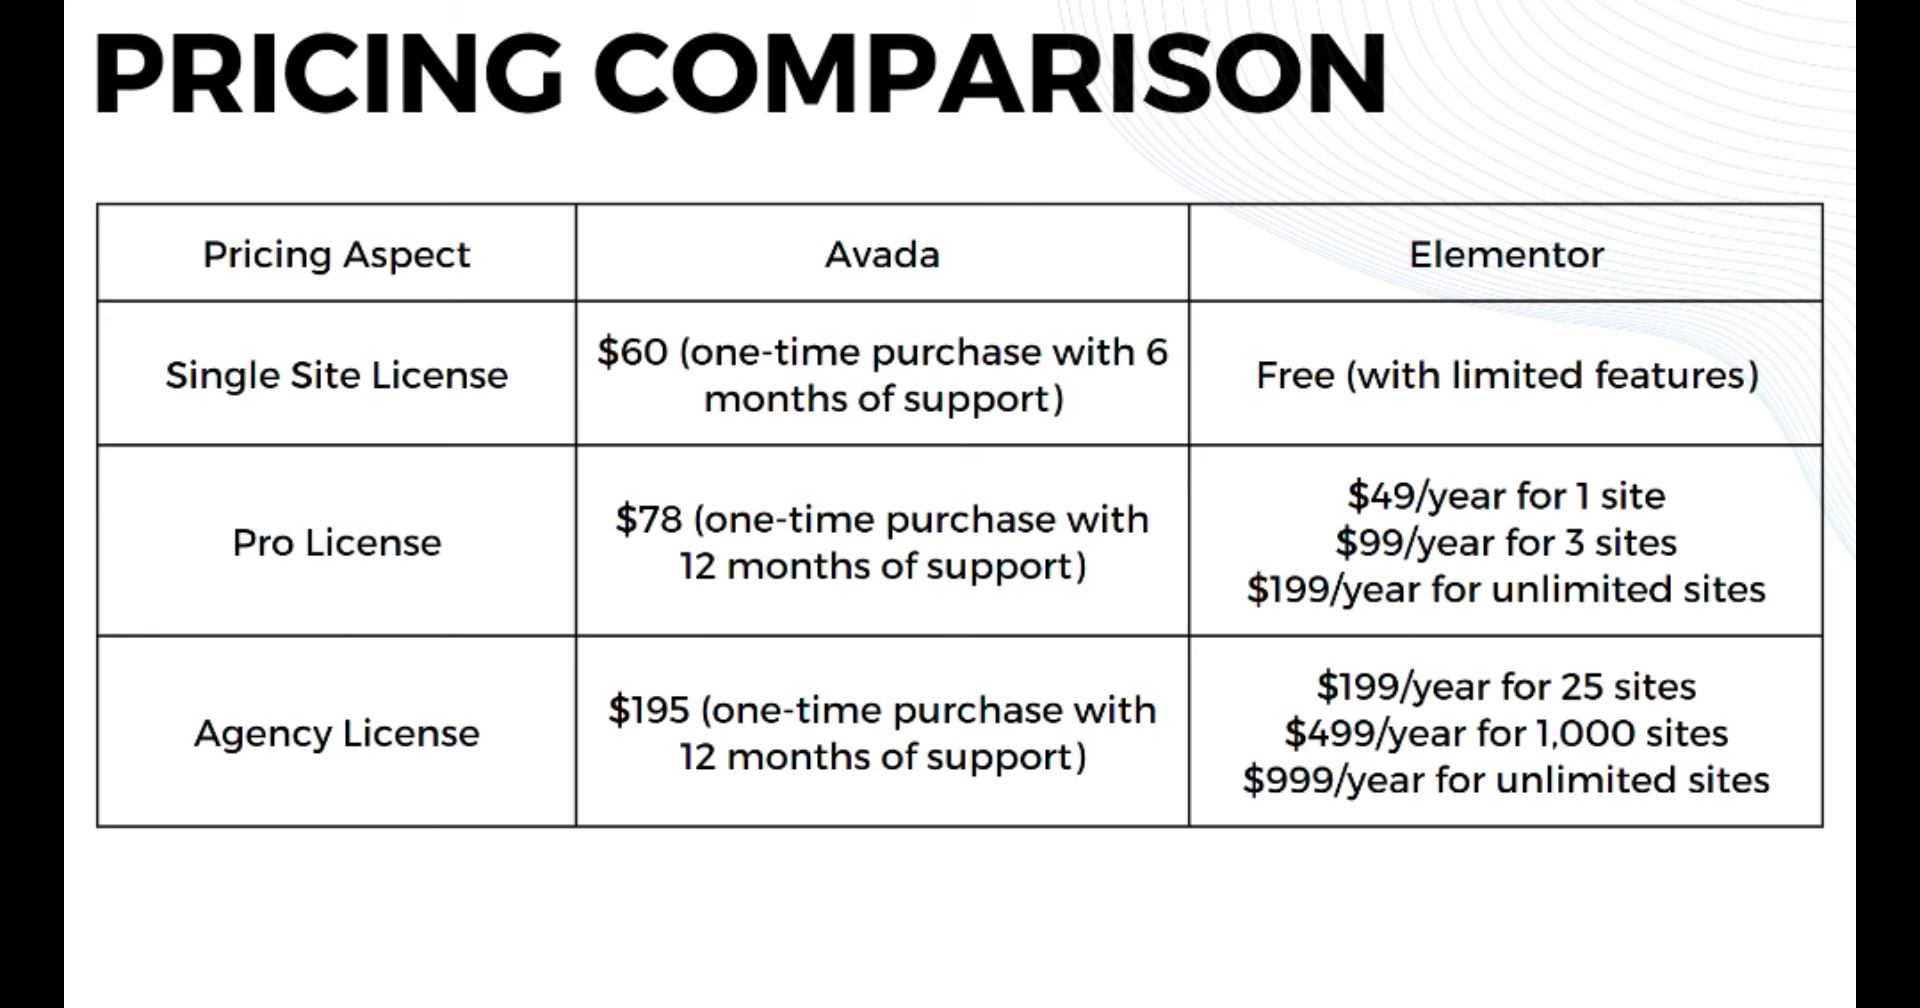 PRICING COMPARISON
Pricing Aspect
Avada
Elementor
Single Site License
$60 (one-time purchase with 6
months of support)
Free (with limited features)
Pro License
$78 (one-time purchase with
12 months of support)
$49/year for 1 site
$99/year for 3 sites
$199/year for unlimited sites
Agency License
$195 (one-time purchase with
12 months of support)
$199/year for 25 sites
$499/year for 1,000 sites
$999/year for unlimited sites